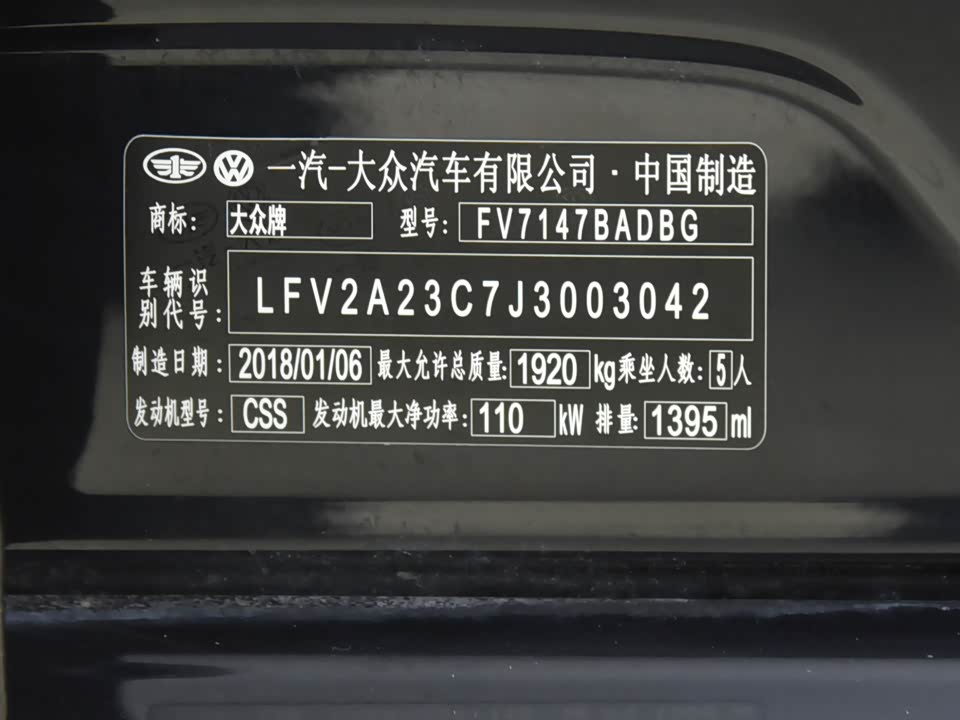 一汽-大众汽车有限公司·中国制造
商标: 大众牌 型号: FV7147BADBG
车辆识别代号: LFV2A23C7J3003042
制造日期: 2018/01/06 最大允许总质量: 1920 kg 乘坐人数: 5 人
发动机型号: CSS 发动机最大净功率: 110 kW 排量: 1395 ml